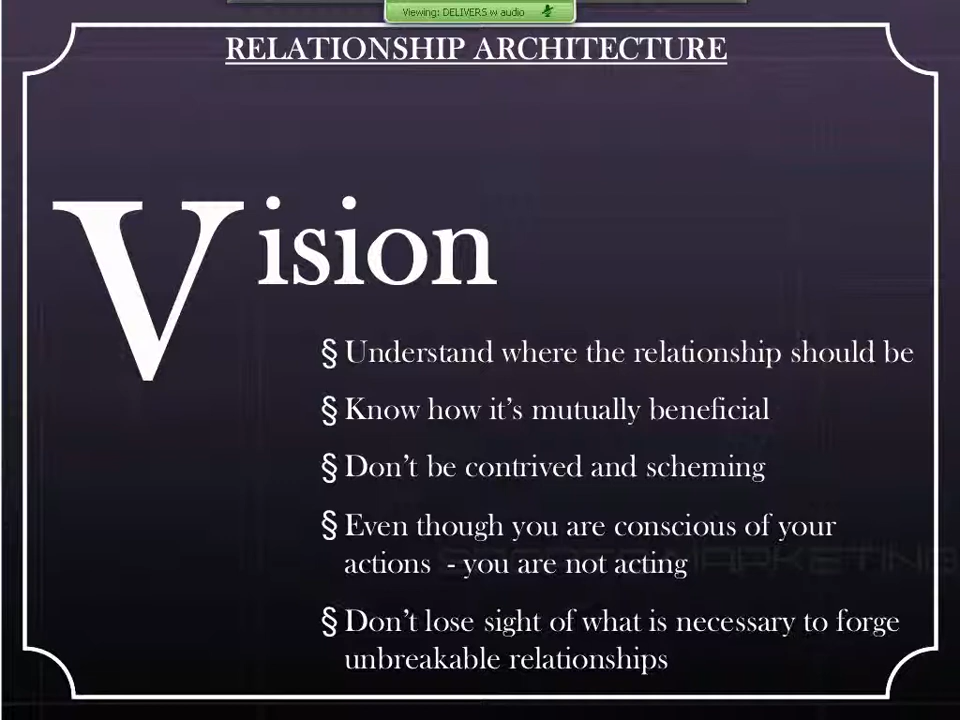 Viewing: DELIVERS w audio
RELATIONSHIP ARCHITECTURE
Vision
§ Understand where the relationship should be
§ Know how it’s mutually beneficial
§ Don’t be contrived and scheming
§ Even though you are conscious of your
actions - you are not acting
§ Don’t lose sight of what is necessary to forge
unbreakable relationships
MARKETING